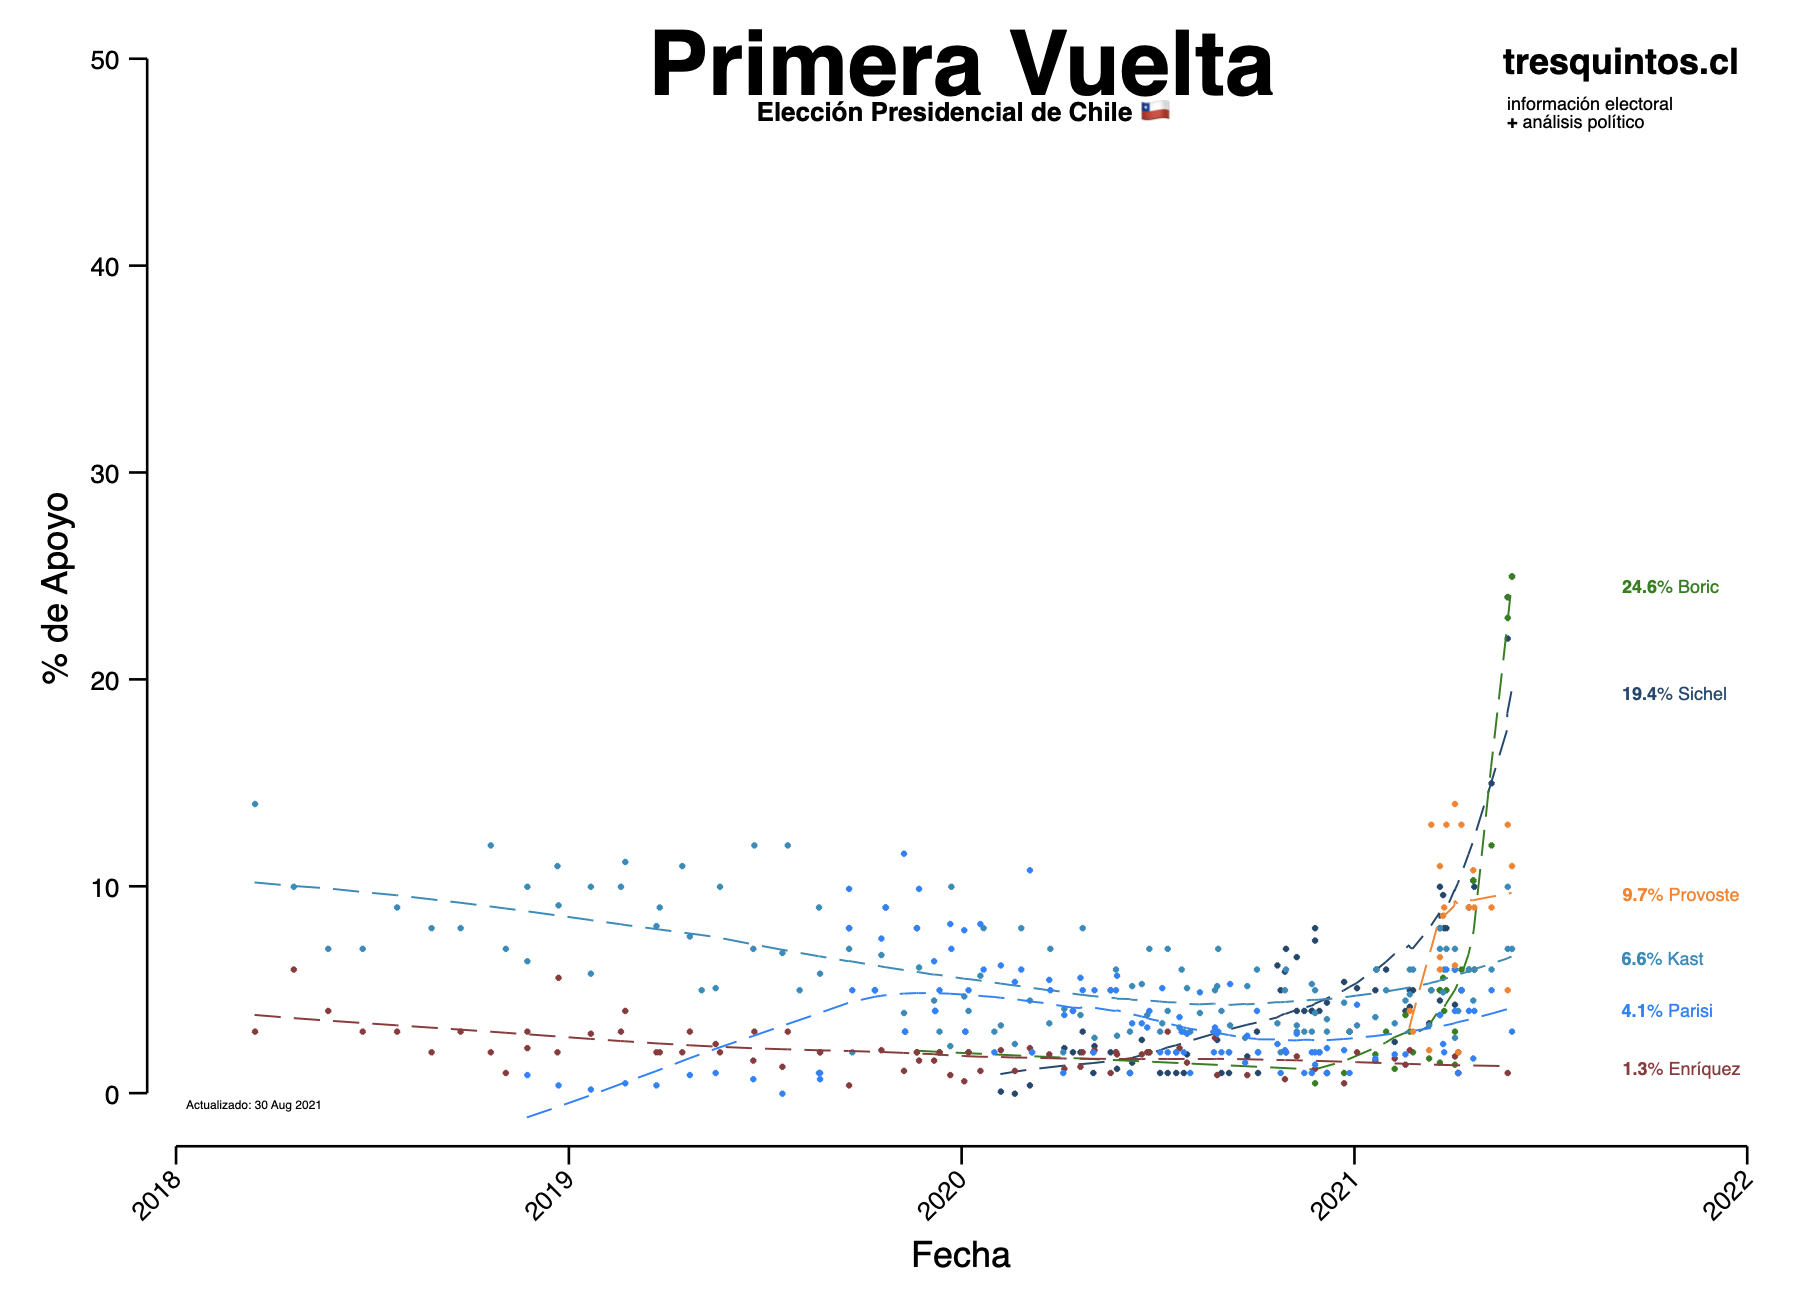 Primera Vuelta
Elección Presidencial de Chile 🇨🇱
tresquintos.cl
información electoral
+ análisis político
50
40
30
20
10
0
% de Apoyo
24.6% Boric
19.4% Sichel
9.7% Provoste
6.6% Kast
4.1% Parisi
1.3% Enríquez
Actualizado: 30 Aug 2021
2018
2019
2020
2021
2022
Fecha